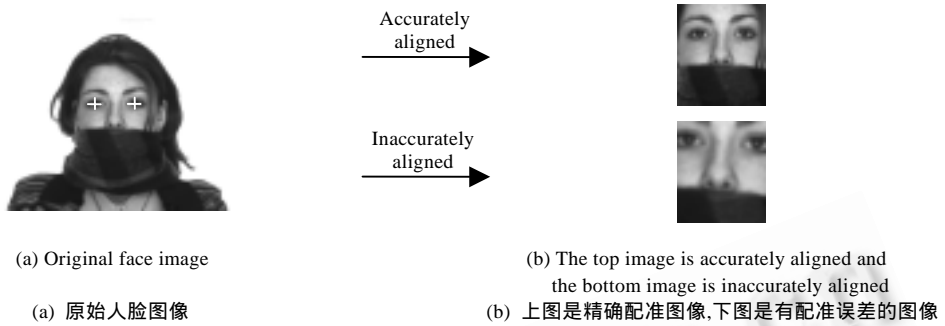 Accurately
aligned
Inaccurately
aligned
(a) Original face image
(b) The top image is accurately aligned and
the bottom image is inaccurately aligned
(a) 原始人脸图像
(b) 上图是精确配准图像,下图是有配准误差的图像